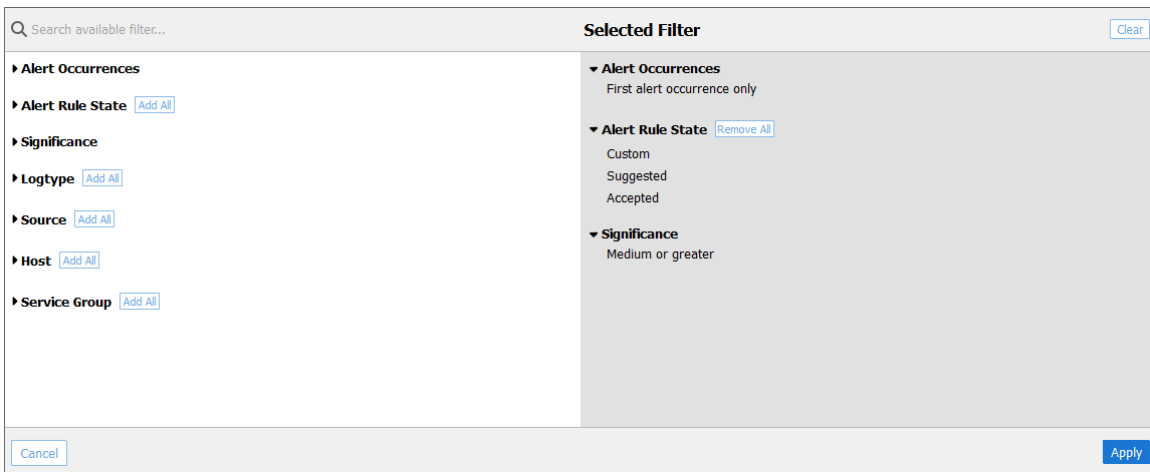 Search available filter...
Selected Filter
Clear
Alert Occurrences
Alert Rule State Add All
Significance
Logtype Add All
Source Add All
Host Add All
Service Group Add All
Alert Occurrences
First alert occurrence only
Alert Rule State Remove All
Custom
Suggested
Accepted
Significance
Medium or greater
Cancel
Apply